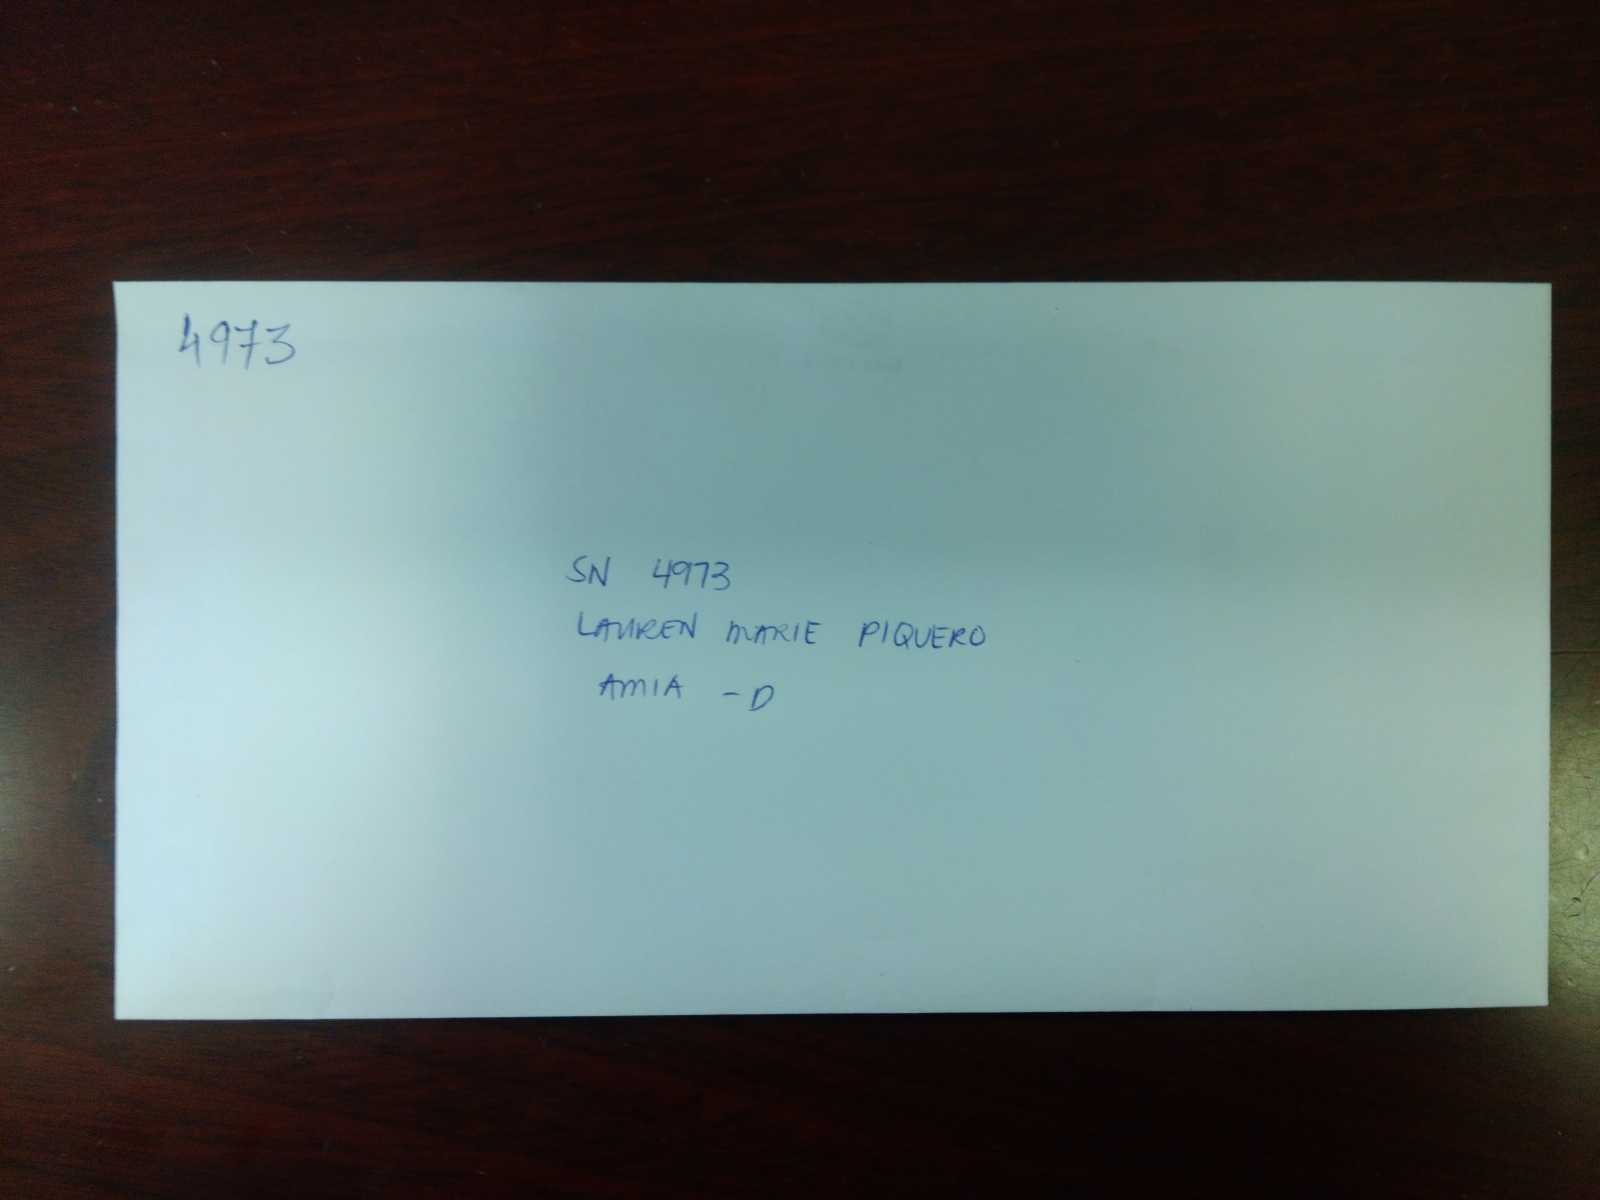 4973
SN 4973
LAUREN MARIE PIQUERO
AMIA - D